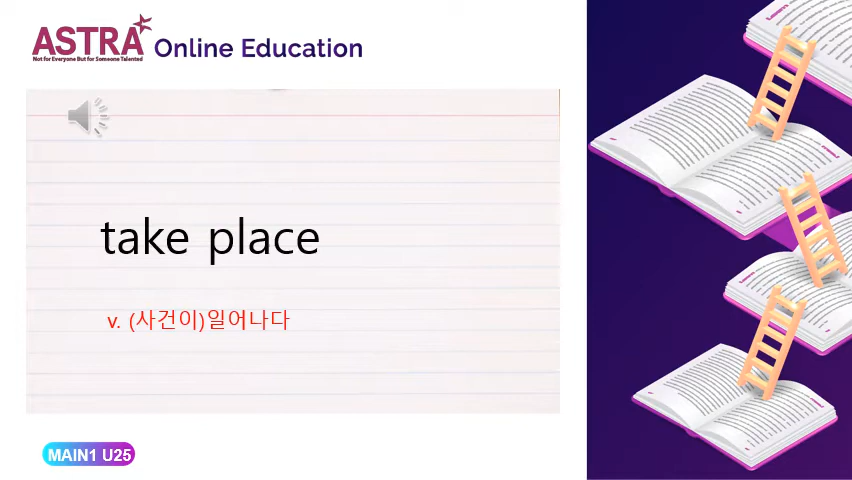 ASTRA Online Education
Not for Everyone But for Someone Talented
take place
v. (사건이)일어나다
MAIN1 U25